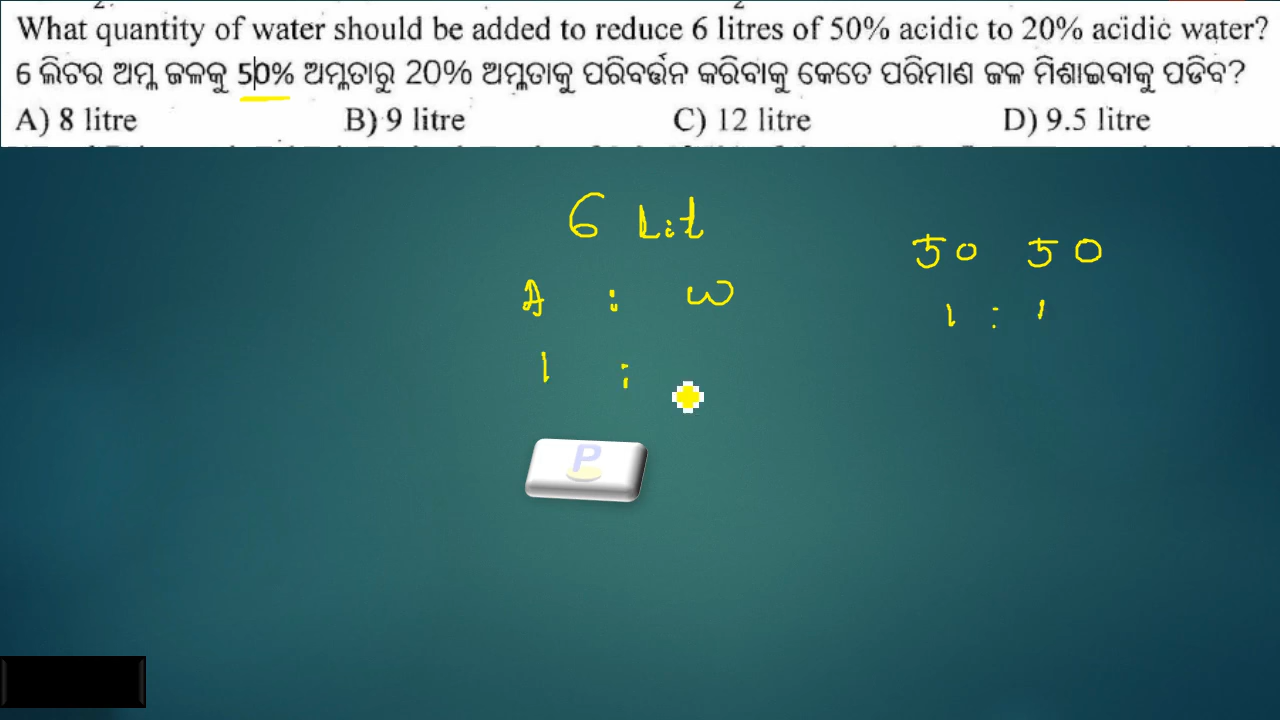 What quantity of water should be added to reduce 6 litres of 50% acidic to 20% acidic water?
6 ଲିଟର ଅମ୍ଳ ଜଳକୁ 50% ଅମ୍ଳତାରୁ 20% ଅମ୍ଳତାକୁ ପରିବର୍ତ୍ତନ କରିବାକୁ କେତେ ପରିମାଣ ଜଳ ମିଶାଇବାକୁ ପଡିବ?
A) 8 litre B) 9 litre C) 12 litre D) 9.5 litre
6 Lit
50 50
A : W
1 : 1
1 :
P